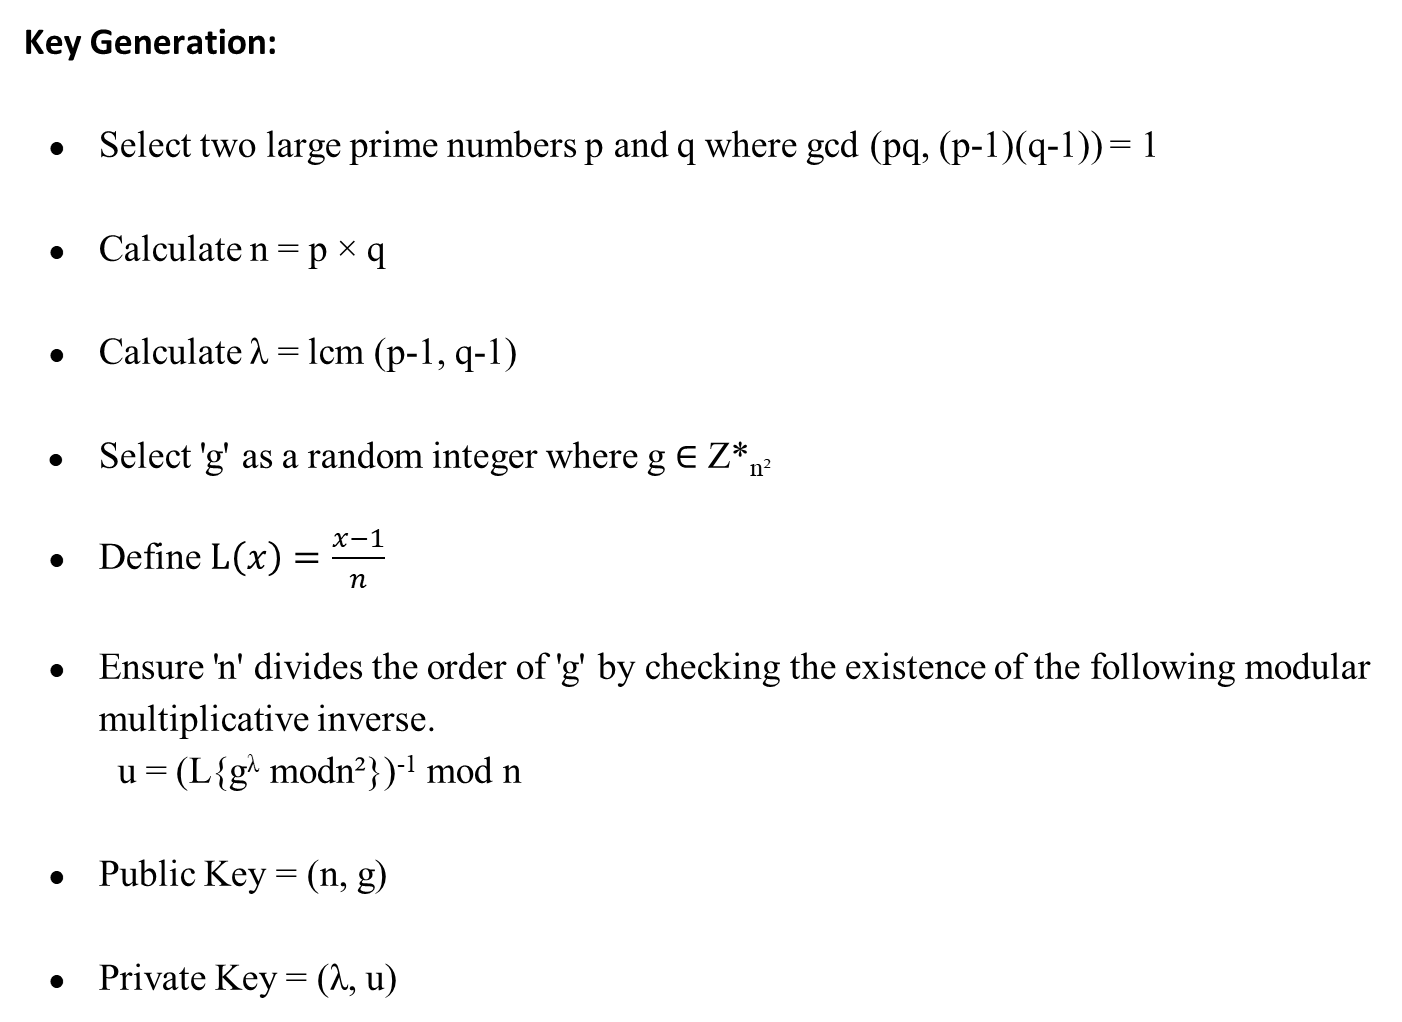 Key Generation:
• Select two large prime numbers p and q where gcd (pq, (p-1)(q-1)) = 1
• Calculate n = p × q
• Calculate λ = lcm (p-1, q-1)
• Select 'g' as a random integer where g ∈ Z*ₙ²
• Define L(x) = (x−1)/n
• Ensure 'n' divides the order of 'g' by checking the existence of the following modular
multiplicative inverse.
u = (L{g^λ modn²})⁻¹ mod n
• Public Key = (n, g)
• Private Key = (λ, u)